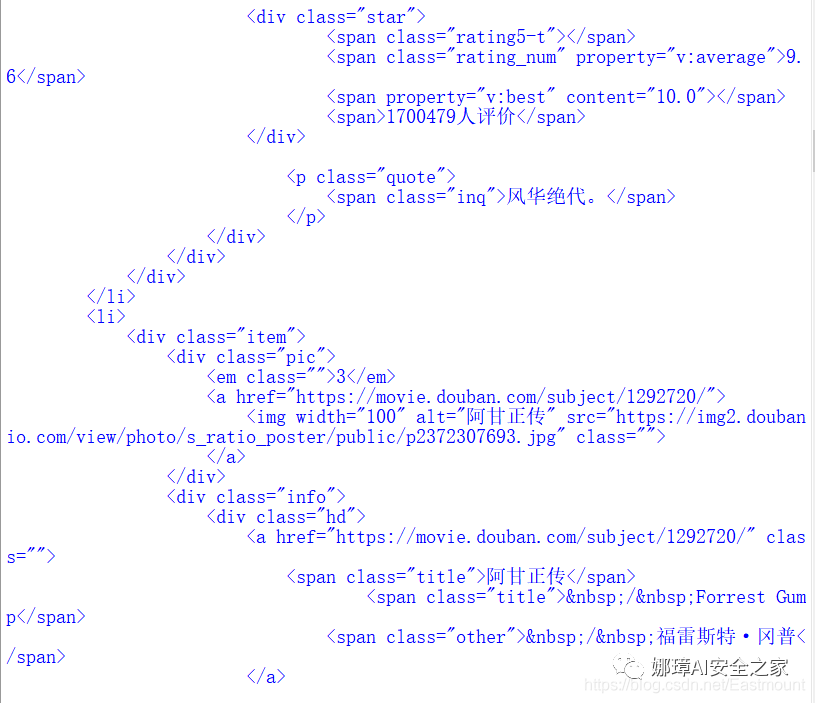 <div class="star">
<span class="rating5-t"></span>
<span class="rating_num" property="v:average">9.
6</span>
<span property="v:best" content="10.0"></span>
<span>1700479人评价</span>
</div>
<p class="quote">
<span class="inq">风华绝代。</span>
</p>
</div>
</div>
</div>
</li>
<li>
<div class="item">
<div class="pic">
<em class="">3</em>
<a href="https://movie.douban.com/subject/1292720/">
<img width="100" alt="阿甘正传" src="https://img2.douban
io.com/view/photo/s_ratio_poster/public/p2372307693.jpg" class="">
</a>
</div>
<div class="info">
<div class="hd">
<a href="https://movie.douban.com/subject/1292720/" clas
s="">
<span class="title">阿甘正传</span>
<span class="title">&nbsp;/&nbsp;Forrest Gum
p</span>
<span class="other">&nbsp;/&nbsp;福雷斯特·冈普<
/span>
</a>
娜璋AI安全之家
https://blog.csdn.net/Eastmount